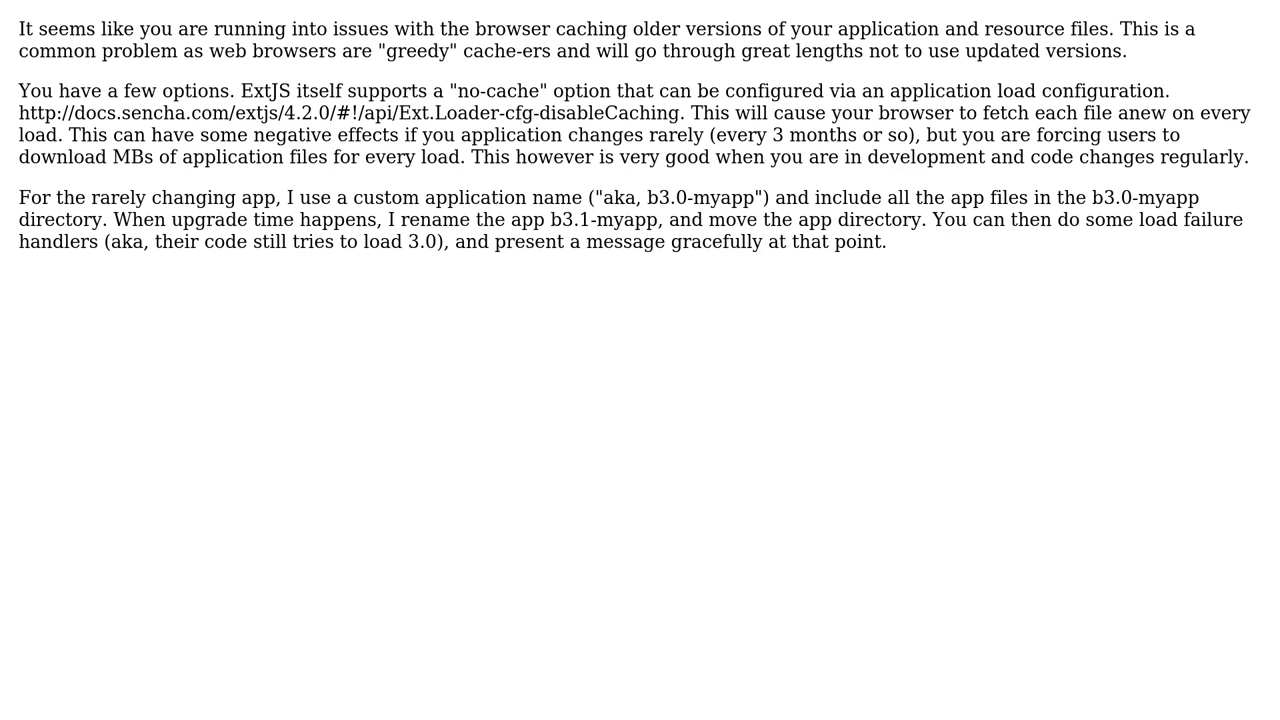 It seems like you are running into issues with the browser caching older versions of your application and resource files. This is a
common problem as web browsers are "greedy" cache-ers and will go through great lengths not to use updated versions.
You have a few options. ExtJS itself supports a "no-cache" option that can be configured via an application load configuration.
http://docs.sencha.com/extjs/4.2.0/#!/api/Ext.Loader-cfg-disableCaching. This will cause your browser to fetch each file anew on every
load. This can have some negative effects if you application changes rarely (every 3 months or so), but you are forcing users to
download MBs of application files for every load. This however is very good when you are in development and code changes regularly.
For the rarely changing app, I use a custom application name ("aka, b3.0-myapp") and include all the app files in the b3.0-myapp
directory. When upgrade time happens, I rename the app b3.1-myapp, and move the app directory. You can then do some load failure
handlers (aka, their code still tries to load 3.0), and present a message gracefully at that point.